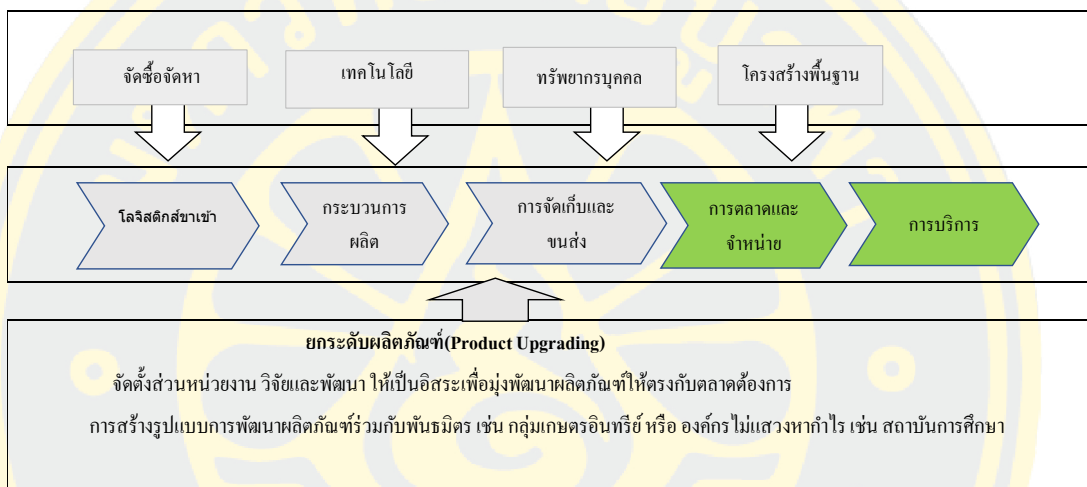 จัดซื้อจัดหา
เทคโนโลยี
ทรัพยากรบุคคล
โครงสร้างพื้นฐาน
โลจิสติกส์ขาเข้า
กระบวนการ
ผลิต
การจัดเก็บและ
ขนส่ง
การตลาดและ
จำหน่าย
การบริการ
ยกระดับผลิตภัณฑ์(Product Upgrading)
จัดตั้งส่วนหน่วยงาน วิจัยและพัฒนา ให้เป็นอิสระเพื่อมุ่งพัฒนาผลิตภัณฑ์ให้ตรงกับตลาดต้องการ
การสร้างรูปแบบการพัฒนาผลิตภัณฑ์ร่วมกับพันธมิตร เช่น กลุ่มเกษตรอินทรีย์ หรือ องค์กรไม่แสวงหากำไร เช่น สถาบันการศึกษา